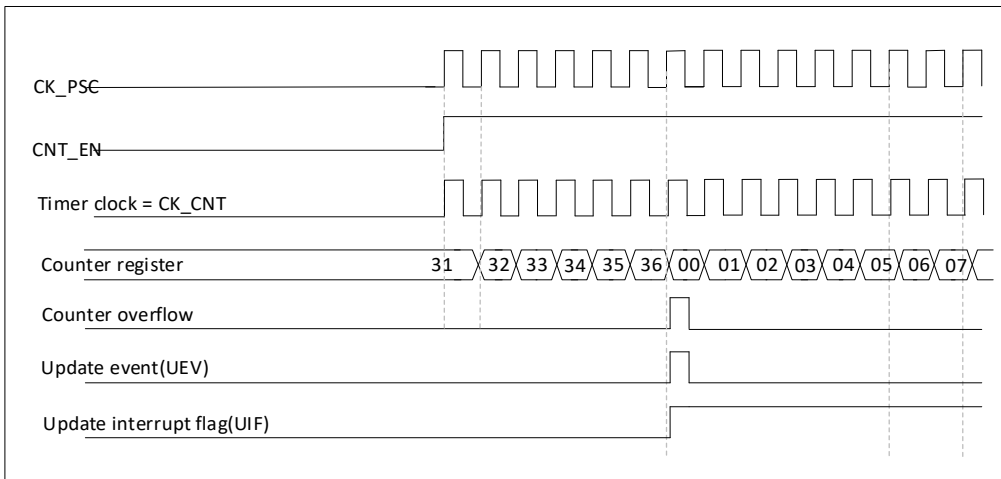 CK_PSC
CNT_EN
Timer clock = CK_CNT
Counter register 31 32 33 34 35 36 00 01 02 03 04 05 06 07
Counter overflow
Update event(UEV)
Update interrupt flag(UIF)